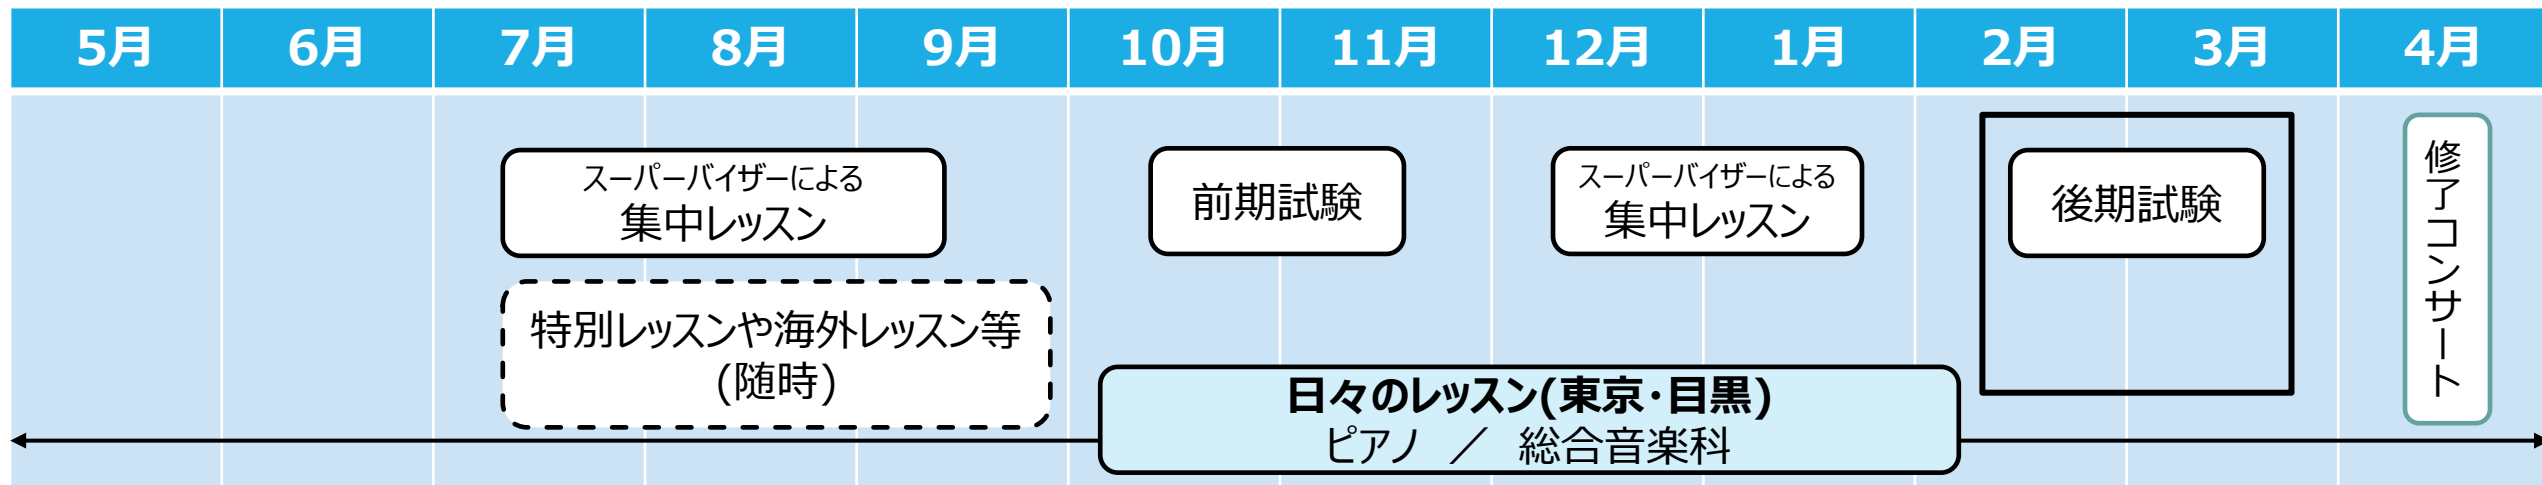 5月 6月 7月 8月 9月 10月 11月 12月 1月 2月 3月 4月
スーパーバイザーによる
集中レッスン
前期試験
スーパーバイザーによる
集中レッスン
後期試験
修了コンサート
特別レッスンや海外レッスン等
(随時)
日々のレッスン(東京・目黒)
ピアノ ／ 総合音楽科